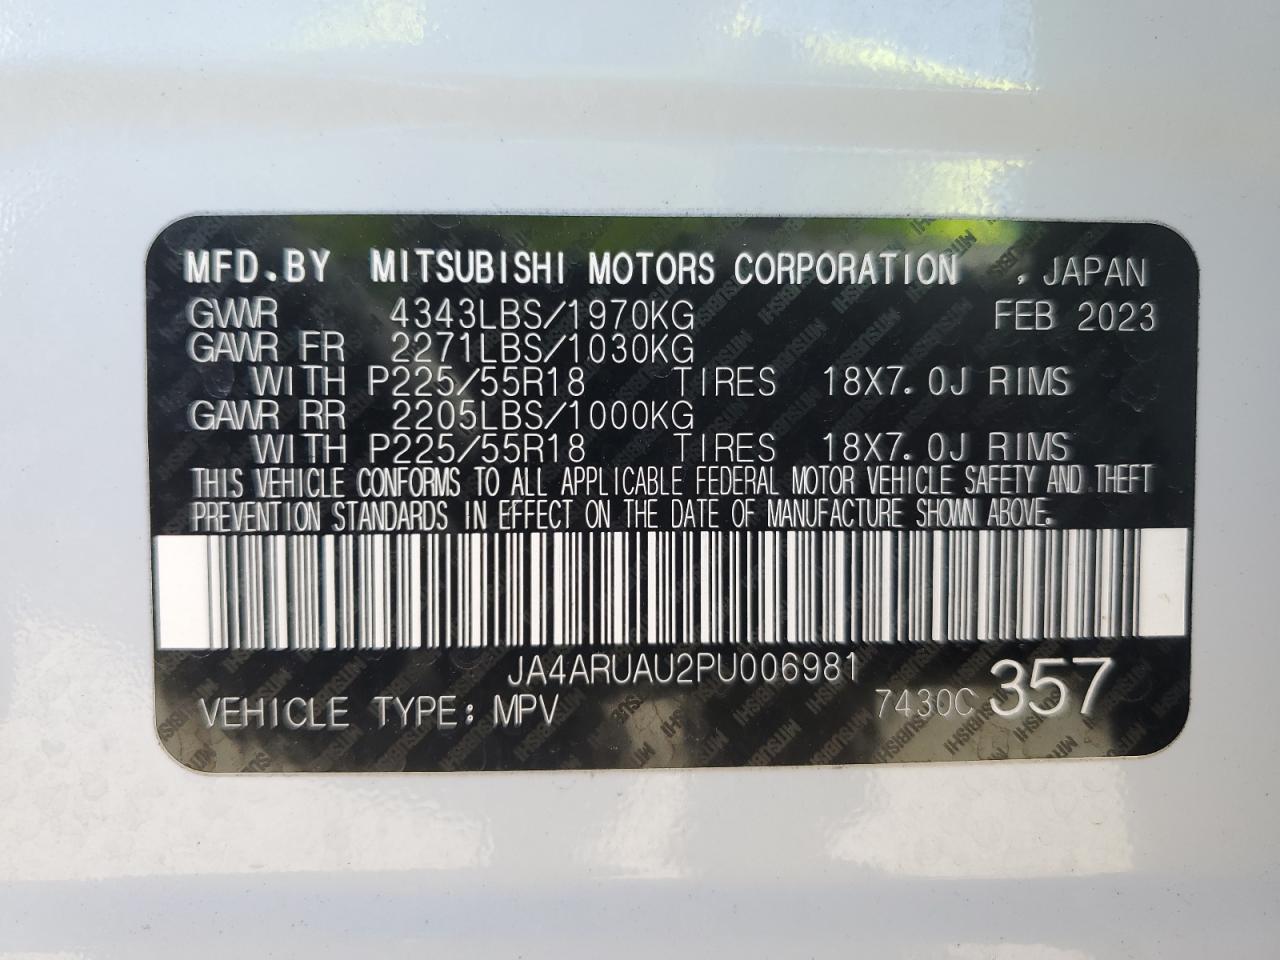 MFD.BY MITSUBISHI MOTORS CORPORATION , JAPAN
GVWR 4343LBS/1970KG FEB 2023
GAWR FR 2271LBS/1030KG
WITH P225/55R18 TIRES 18X7.0J RIMS
GAWR RR 2205LBS/1000KG
WITH P225/55R18 TIRES 18X7.0J RIMS
THIS VEHICLE CONFORMS TO ALL APPLICABLE FEDERAL MOTOR VEHICLE SAFETY AND THEFT
PREVENTION STANDARDS IN EFFECT ON THE DATE OF MANUFACTURE SHOWN ABOVE.
JA4ARUAU2PU006981
VEHICLE TYPE: MPV 7430C 357